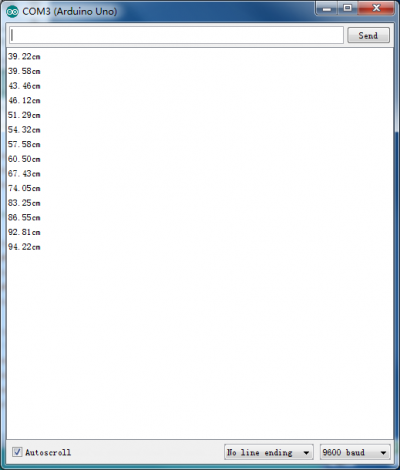 COM3 (Arduino Uno)
Send
39.22cm
39.58cm
43.46cm
46.12cm
51.29cm
54.32cm
57.58cm
60.50cm
67.43cm
74.05cm
83.25cm
86.55cm
92.81cm
94.22cm
Autoscroll
No line ending
9600 baud